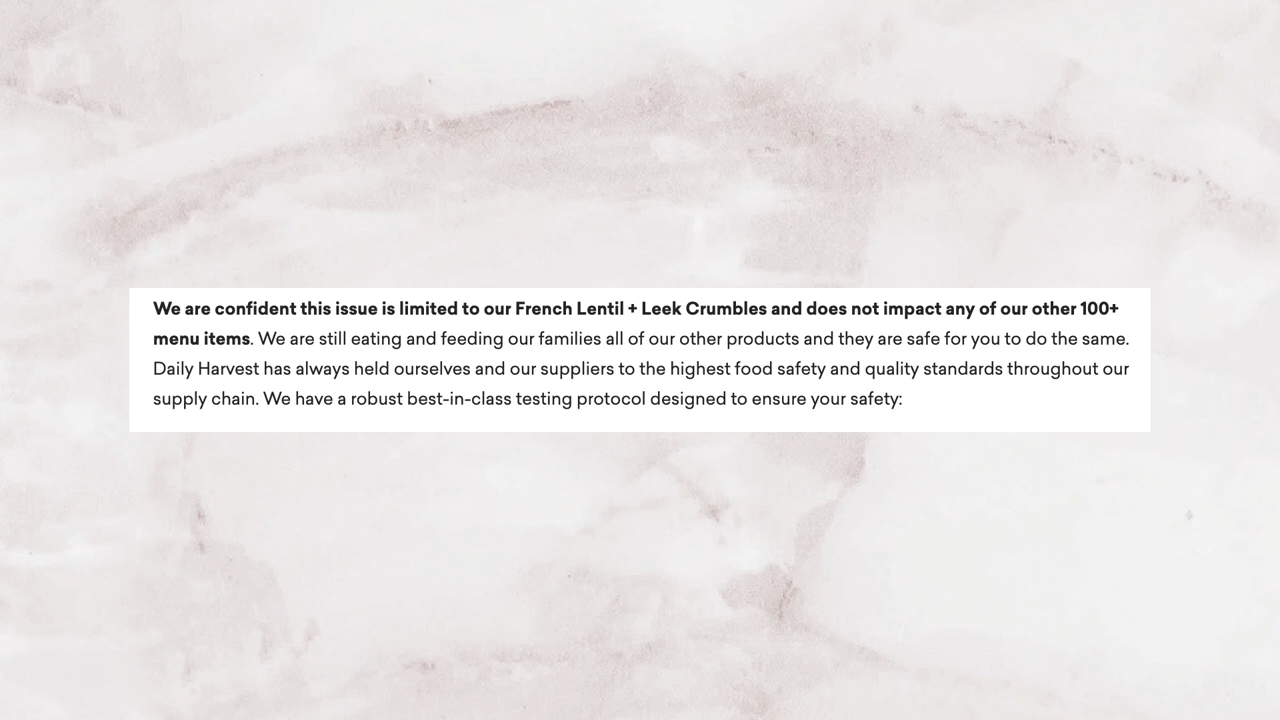 We are confident this issue is limited to our French Lentil + Leek Crumbles and does not impact any of our other 100+
menu items. We are still eating and feeding our families all of our other products and they are safe for you to do the same.
Daily Harvest has always held ourselves and our suppliers to the highest food safety and quality standards throughout our
supply chain. We have a robust best-in-class testing protocol designed to ensure your safety: